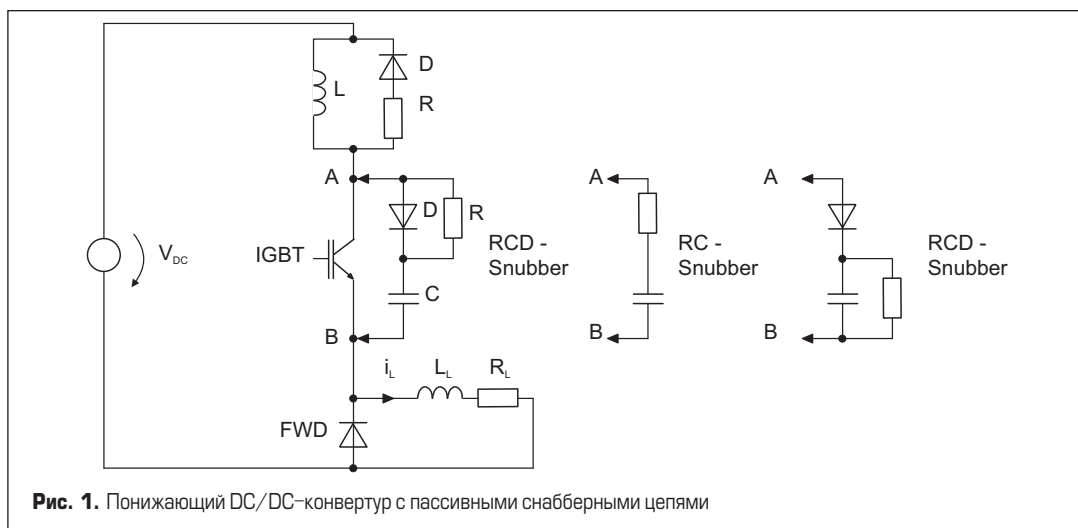 D
L
R
A
D
R
IGBT
RCD -
Snubber
C
B
V_DC
i_L
L_L
R_L
FWD
A
RC -
Snubber
B
A
RCD -
Snubber
B
Рис. 1. Понижающий DC/DC–конвертур с пассивными снабберными цепями